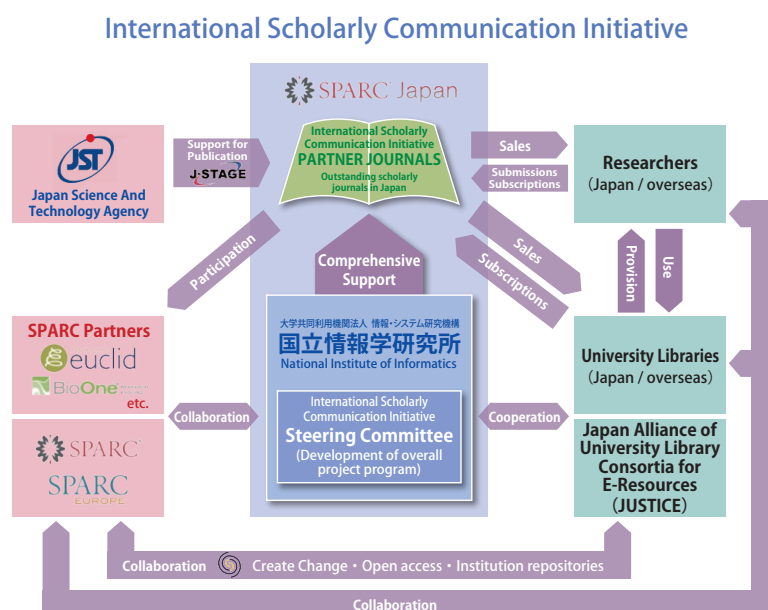 International Scholarly Communication Initiative
SPARC Japan
International Scholarly
Communication Initiative
PARTNER JOURNALS
Outstanding scholarly
journals in Japan
JST
Japan Science And
Technology Agency
Support for
Publication
J-STAGE
Sales
Submissions
Subscriptions
Researchers
(Japan / overseas)
Participation
Comprehensive
Support
Sales
Subscriptions
Provision
Use
SPARC Partners
euclid
BioOne
etc.
大学共同利用機関法人 情報・システム研究機構
国立情報学研究所
National Institute of Informatics
International Scholarly
Communication Initiative
Steering Committee
(Development of overall
project program)
University Libraries
(Japan / overseas)
Collaboration
Cooperation
SPARC
SPARC
EUROPE
Japan Alliance of
University Library
Consortia for
E-Resources
(JUSTICE)
Collaboration Create Change・Open access・Institution repositories
Collaboration